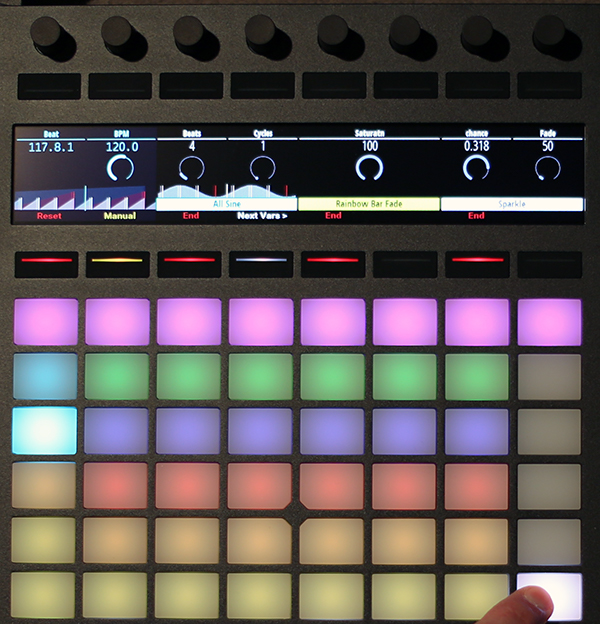 Beat BPM Beats Cycles Saturatn chance Fade
117.8.1 120.0 4 1 100 0.318 50
All Sine Rainbow Bar Fade Sparkle
Reset Manual End Next Vars > End End